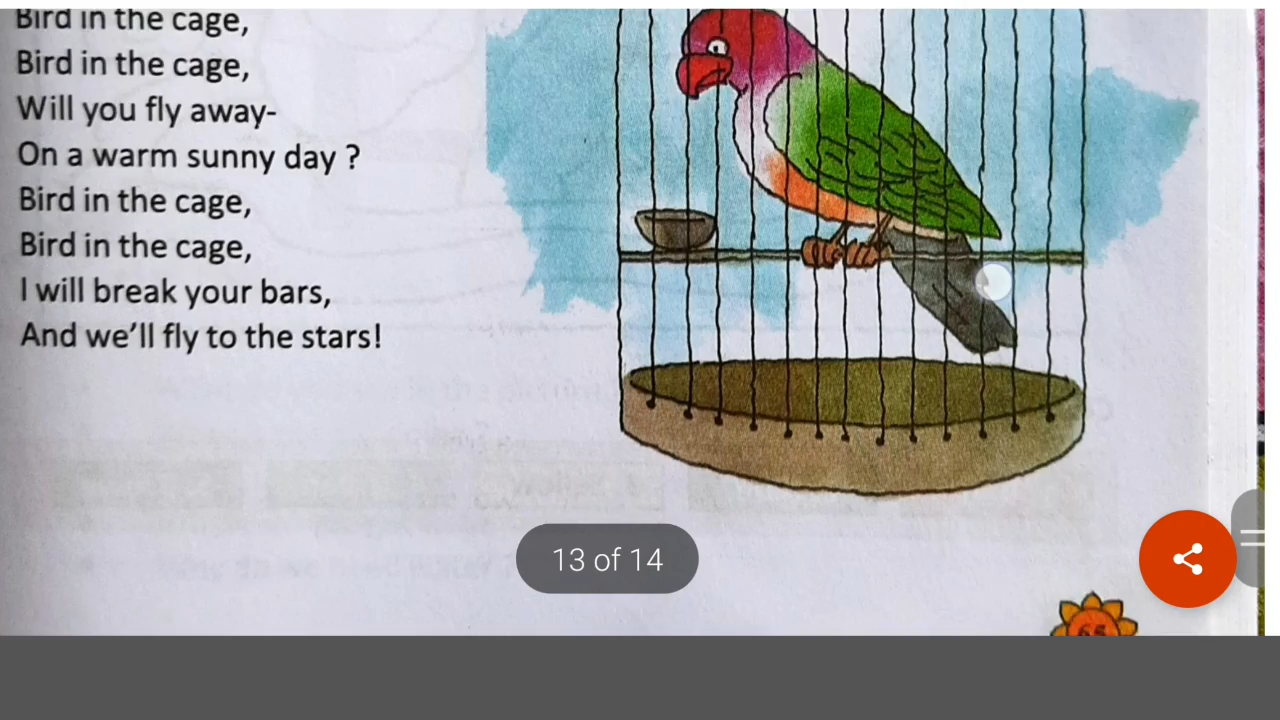 Bird in the cage,
Bird in the cage,
Will you fly away-
On a warm sunny day ?
Bird in the cage,
Bird in the cage,
I will break your bars,
And we'll fly to the stars!
13 of 14
65